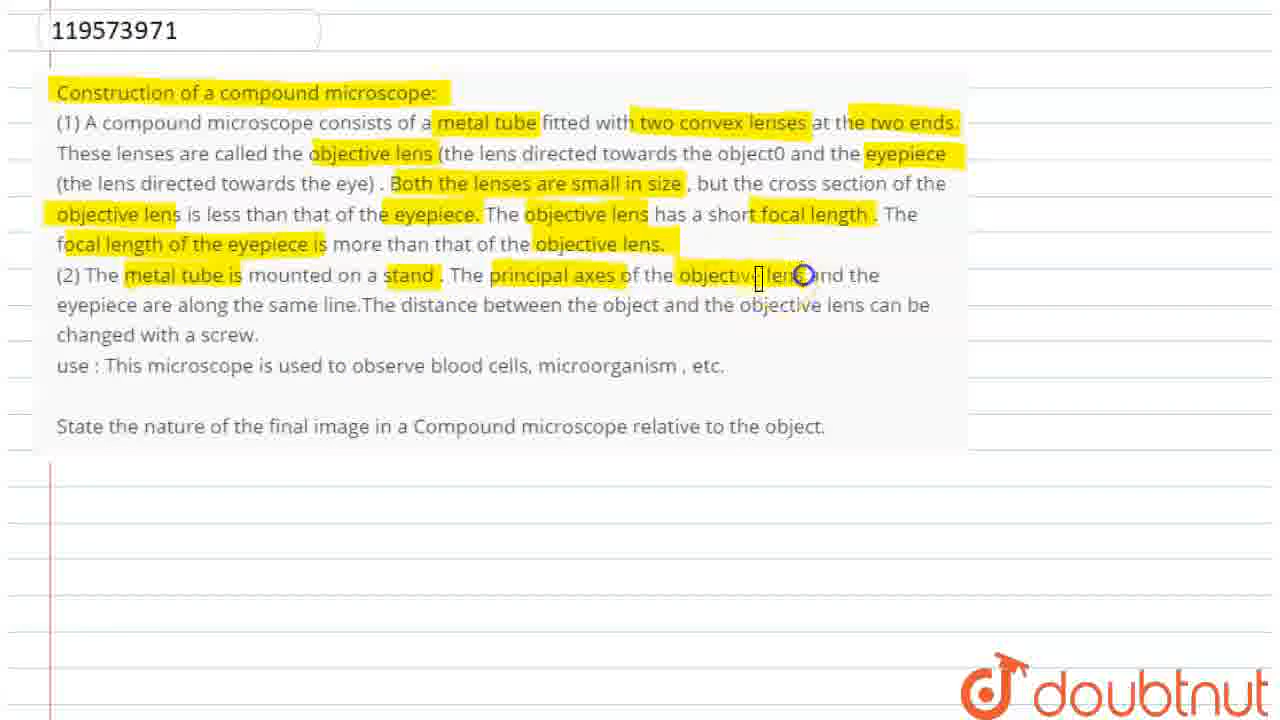 119573971
Construction of a compound microscope:
(1) A compound microscope consists of a metal tube fitted with two convex lenses at the two ends.
These lenses are called the objective lens (the lens directed towards the object0 and the eyepiece
(the lens directed towards the eye) . Both the lenses are small in size , but the cross section of the
objective lens is less than that of the eyepiece. The objective lens has a short focal length . The
focal length of the eyepiece is more than that of the objective lens.
(2) The metal tube is mounted on a stand . The principal axes of the objective lens and the
eyepiece are along the same line.The distance between the object and the objective lens can be
changed with a screw.
use : This microscope is used to observe blood cells, microorganism , etc.
State the nature of the final image in a Compound microscope relative to the object.
doubtnut